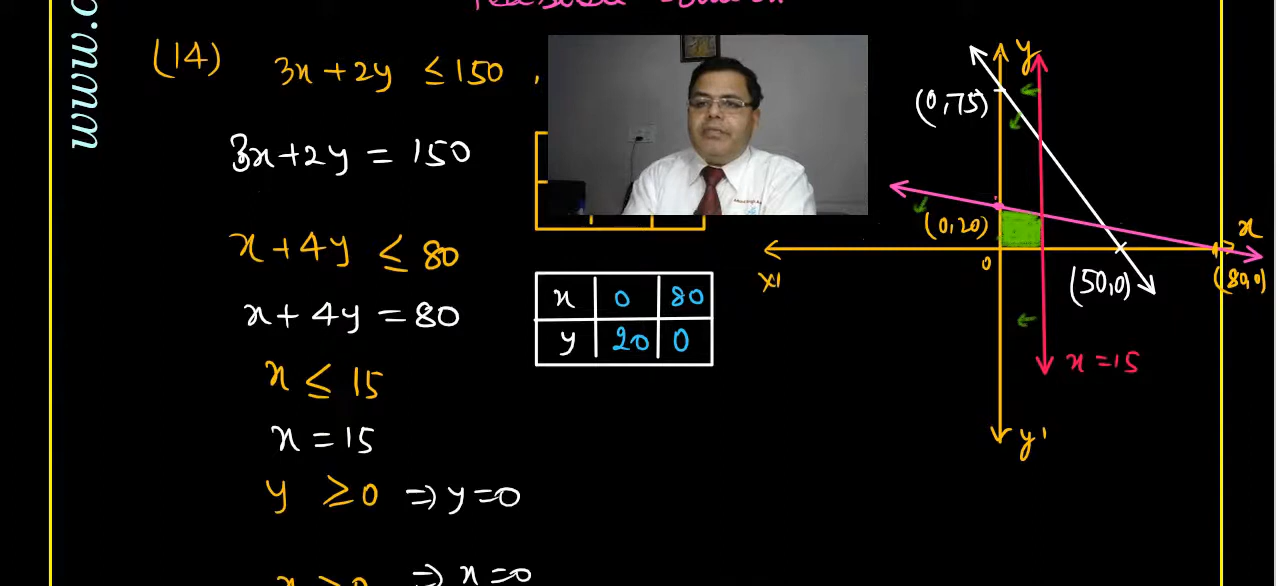 (14) 3x + 2y ≤ 150 ,
3x + 2y = 150
x + 4y ≤ 80
x + 4y = 80
x ≤ 15
x = 15
y ≥ 0 ⇒ y = 0
⇒ x = 0
x 0 80
y 20 0
y
(0,75)
(0,20)
x
x'
0
(50,0)
(80,0)
x = 15
y'
www.